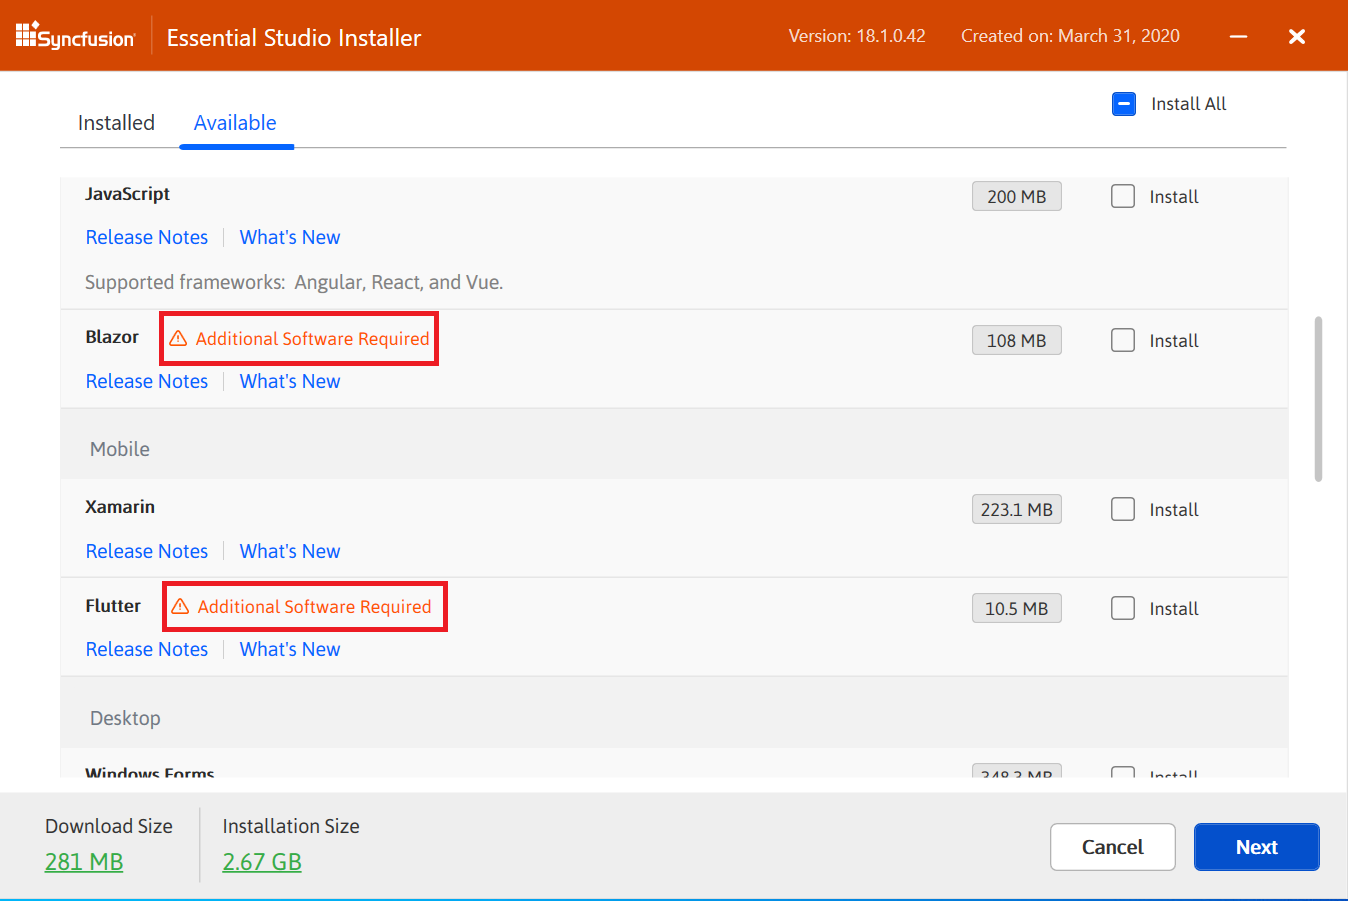 Syncfusion Essential Studio Installer Version: 18.1.0.42 Created on: March 31, 2020
Install All
Installed Available
JavaScript 200 MB Install
Release Notes What's New
Supported frameworks: Angular, React, and Vue.
Blazor Additional Software Required 108 MB Install
Release Notes What's New
Mobile
Xamarin 223.1 MB Install
Release Notes What's New
Flutter Additional Software Required 10.5 MB Install
Release Notes What's New
Desktop
Windows Forms 348.3 MB Install
Download Size Installation Size
281 MB 2.67 GB
Cancel Next